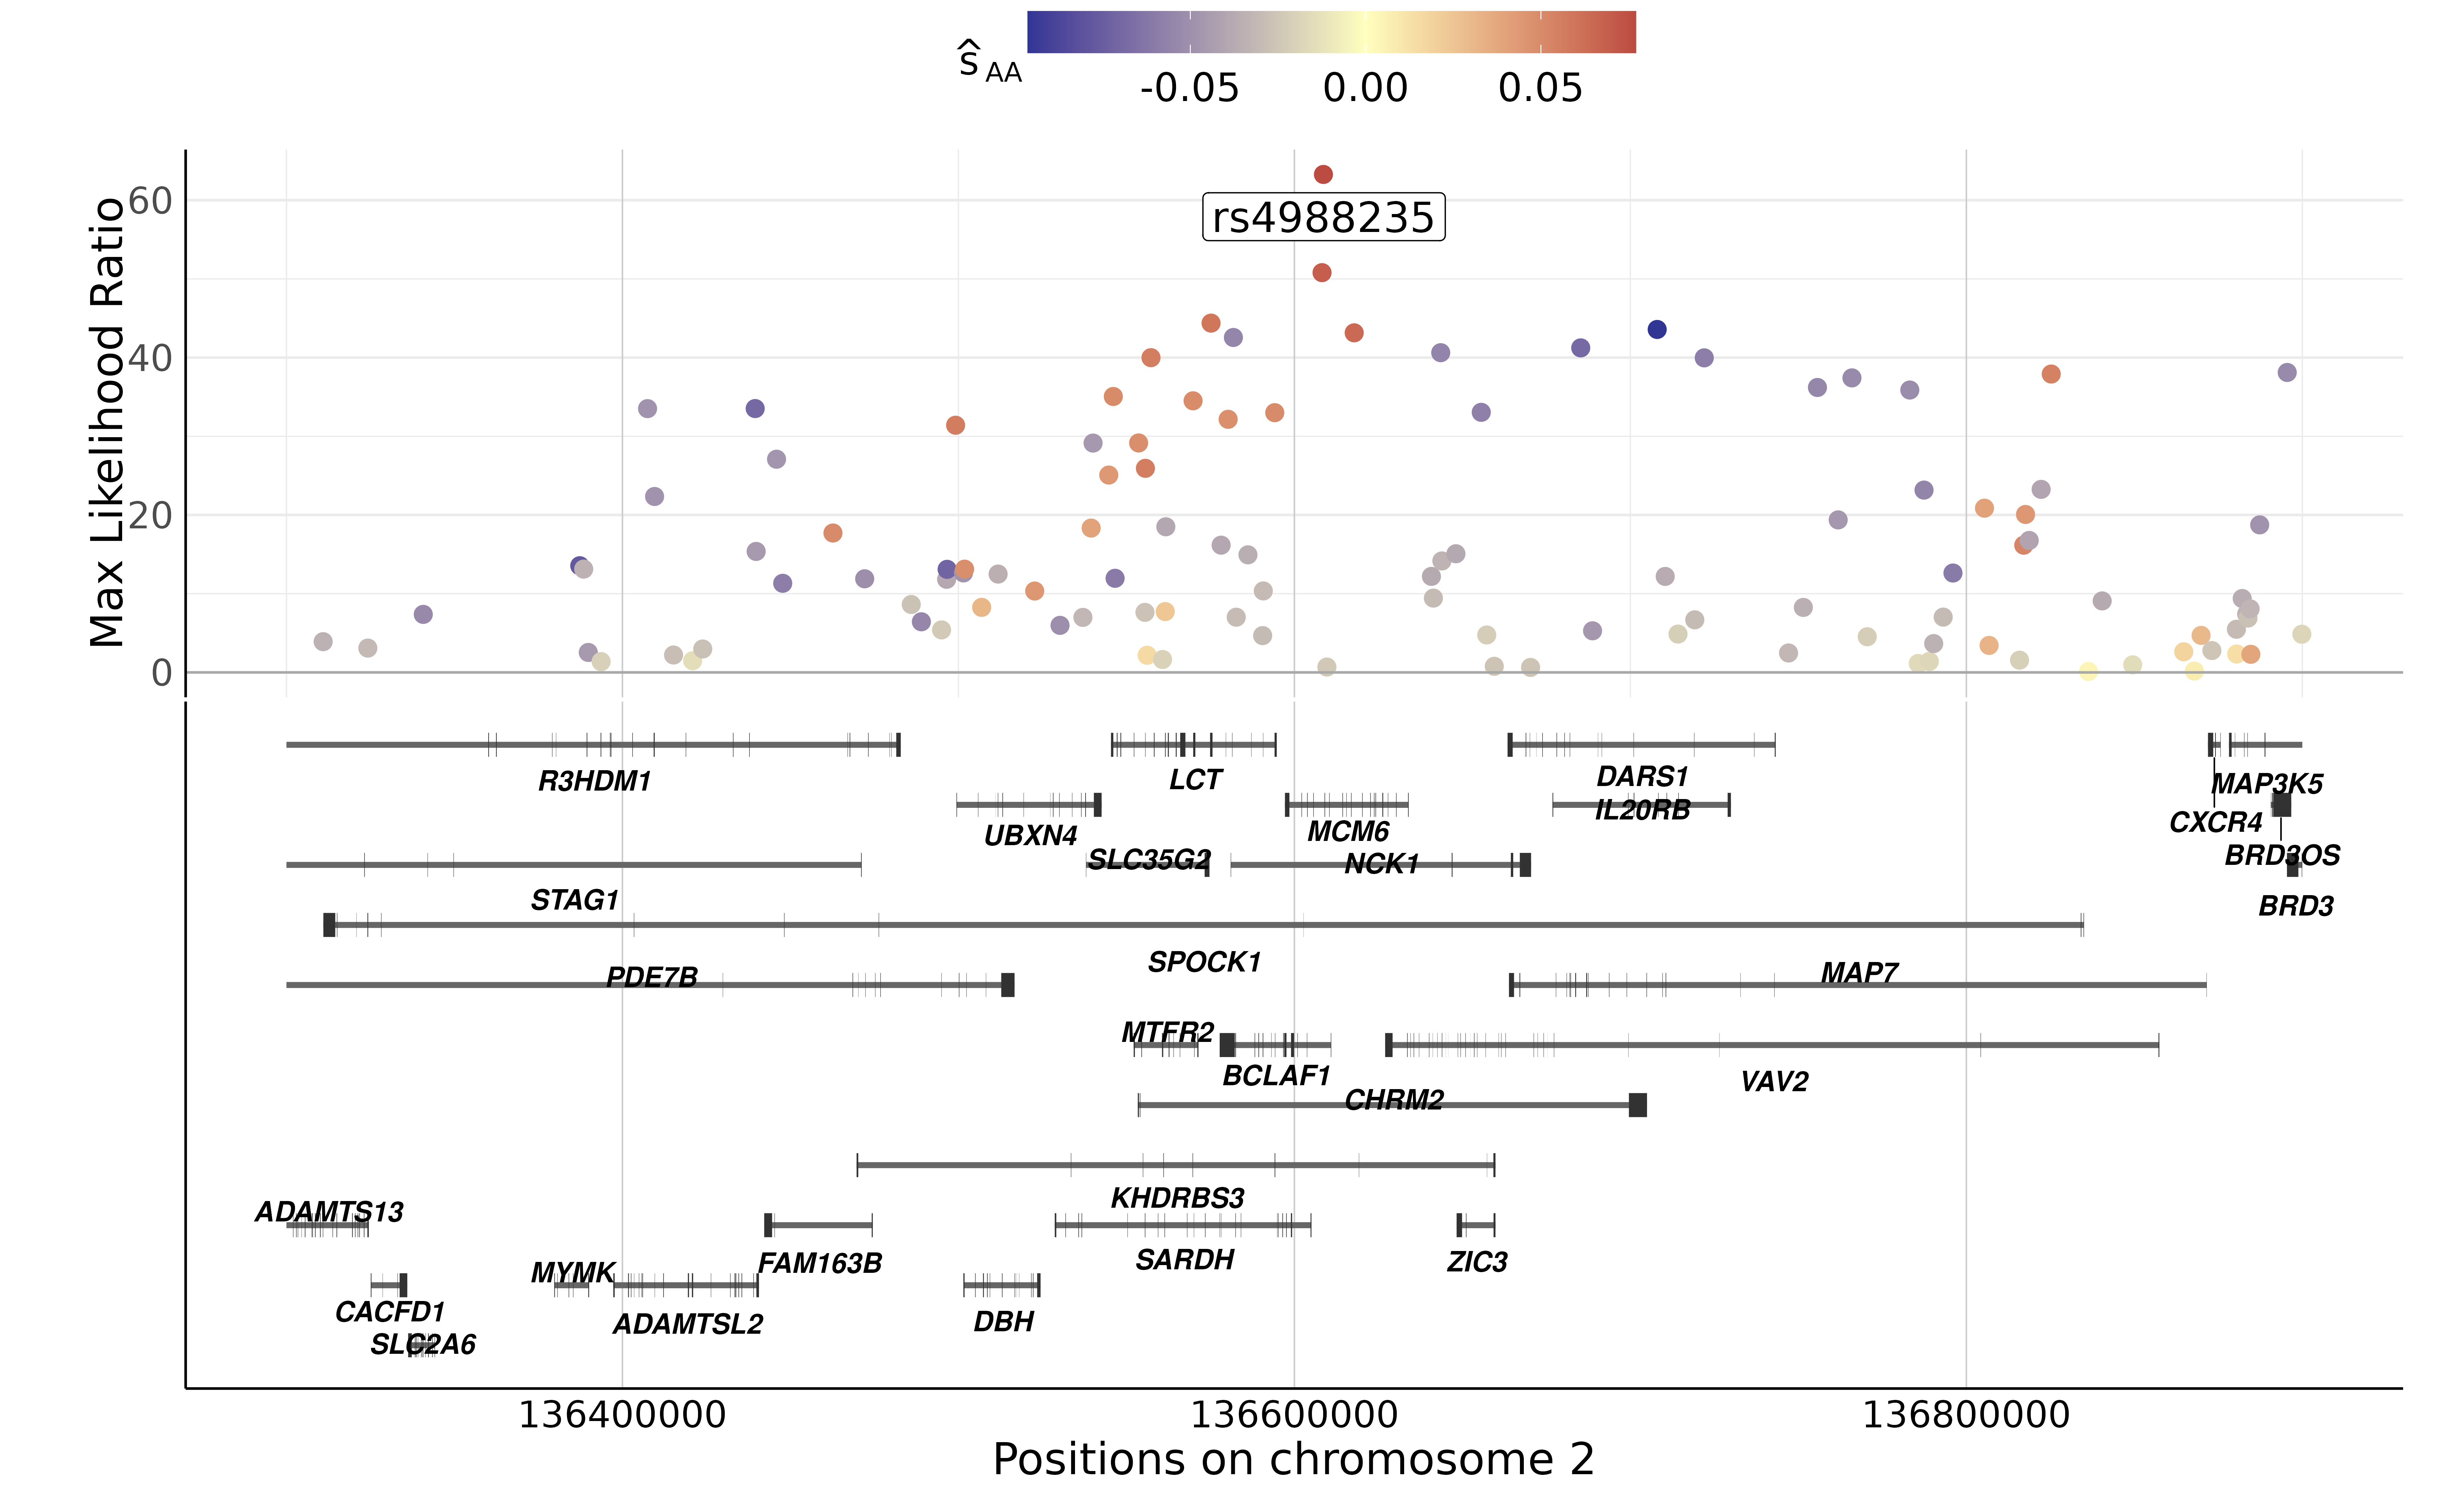 ŝ AA
-0.05 0.00 0.05
Max Likelihood Ratio
60
rs4988235
40
20
0
R3HDM1 LCT DARS1 MAP3K5
UBXN4 MCM6 IL20RB CXCR4
SLC35G2 NCK1 BRD3OS
STAG1 BRD3
PDE7B SPOCK1 MAP7
MTFR2
BCLAF1 VAV2
CHRM2
ADAMTS13 KHDRBS3
MYMK FAM163B SARDH ZIC3
CACFD1 ADAMTSL2 DBH
SLC2A6
136400000 136600000 136800000
Positions on chromosome 2